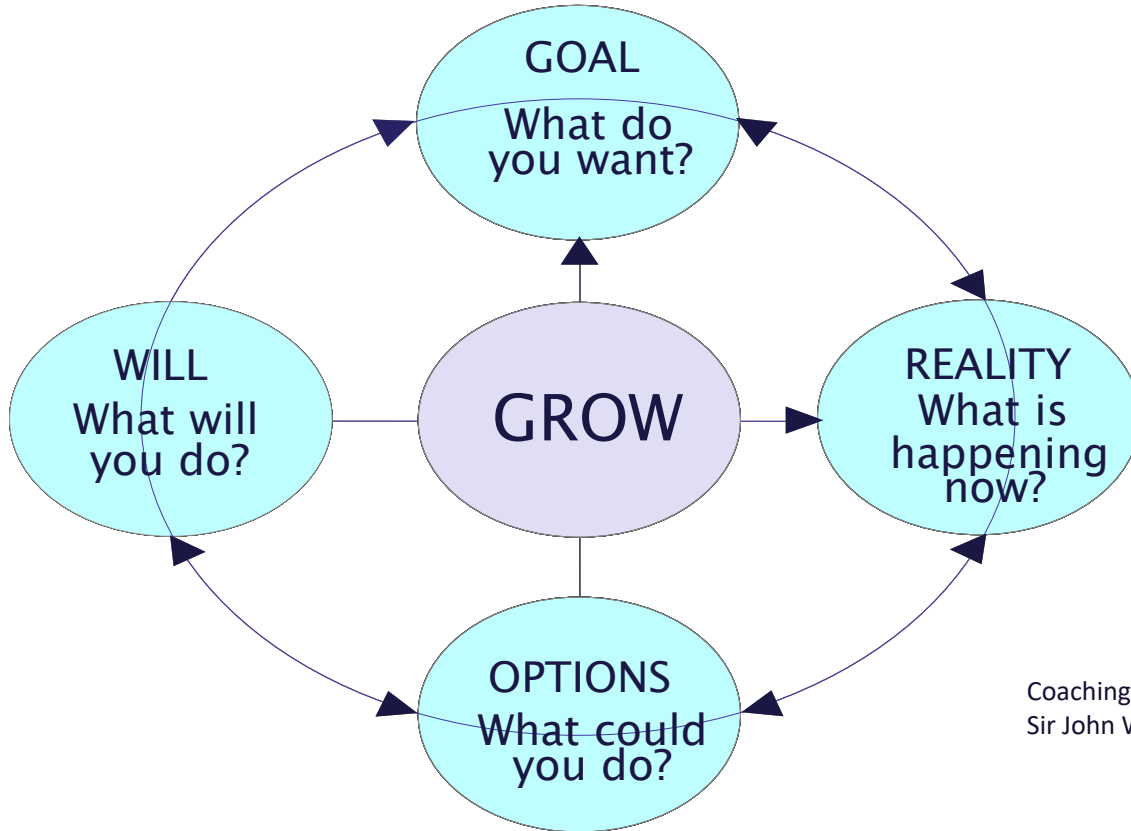 GOAL
What do
you want?
WILL
What will
you do?
GROW
REALITY
What is
happening
now?
OPTIONS
What could
you do?
Coaching
Sir John